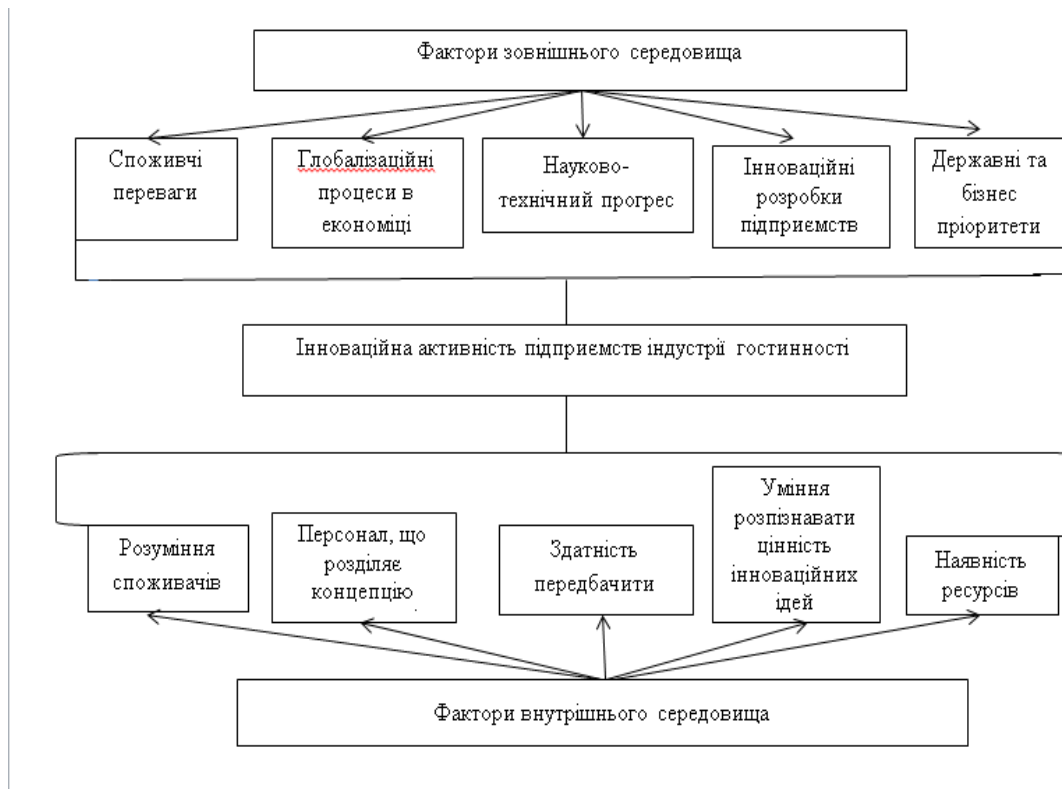 Фактори зовнішнього середовища
Споживчі
переваги
Глобалізаційні
процеси в
економіці
Науково-
технічний прогрес
Інноваційні
розробки
підприємств
Державні та
бізнес
пріоритети
Інноваційна активність підприємств індустрії гостинності
Розуміння
споживачів
Персонал, що
розділяє
концепцію
.
Здатність
передбачити
Уміння
розпізнавати
цінність
інноваційних
ідей
Наявність
ресурсів
Фактори внутрішнього середовища